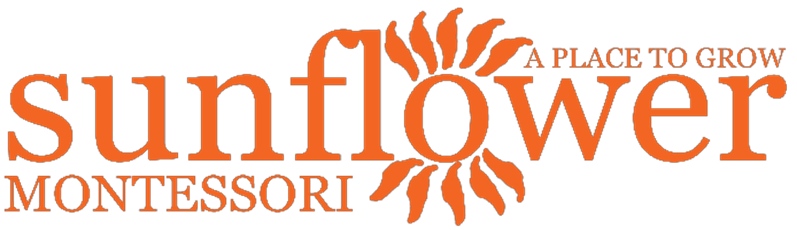 A PLACE TO GROW
sunflower
MONTESSORI